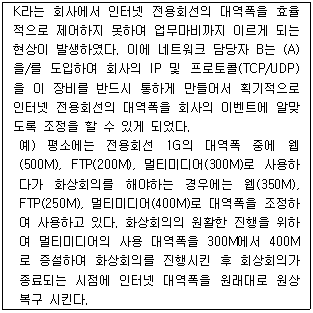 K라는 회사에서 인터넷 전용회선의 대역폭을 효율
적으로 제어하지 못하여 업무마비까지 이르게 되는
현상이 발생하였다. 이에 네트워크 담당자 B는 (A)
을/를 도입하여 회사의 IP 및 프로토콜(TCP/UDP)
을 이 장비를 반드시 통하게 만들어서 획기적으로
인터넷 전용회선의 대역폭을 회사의 이벤트에 알맞
도록 조정을 할 수 있게 되었다.
예) 평소에는 전용회선 1G의 대역폭 중에 웹
(500M), FTP(200M), 멀티미디어(300M)로 사용하
다가 화상회의를 해야하는 경우에는 웹(350M),
FTP(250M), 멀티미디어(400M)로 대역폭을 조정하
여 사용하고 있다. 화상회의의 원활한 진행을 위하
여 멀티미디어의 사용 대역폭을 300M에서 400M
로 증설하여 화상회의를 진행시킨 후 회상회의가
종료되는 시점에 인터넷 대역폭을 원래대로 원상
복구 시킨다.